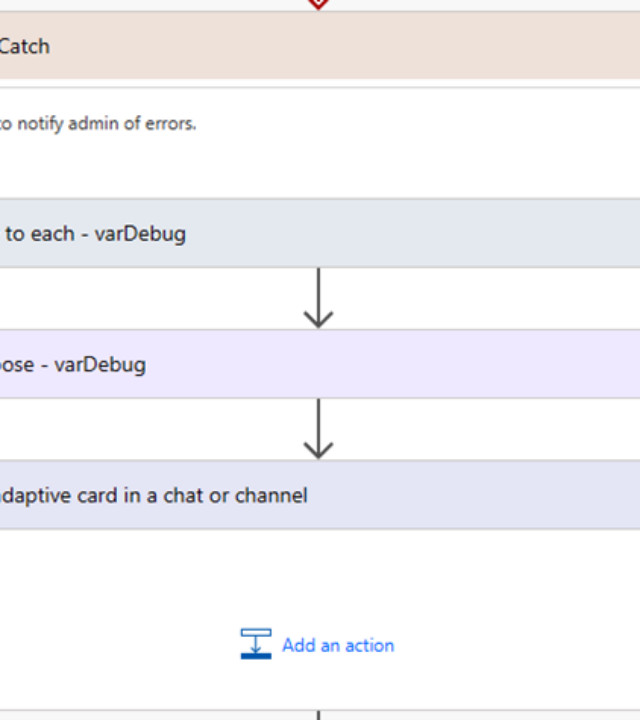 Catch
to notify admin of errors.
to each - varDebug
ose - varDebug
daptive card in a chat or channel
Add an action